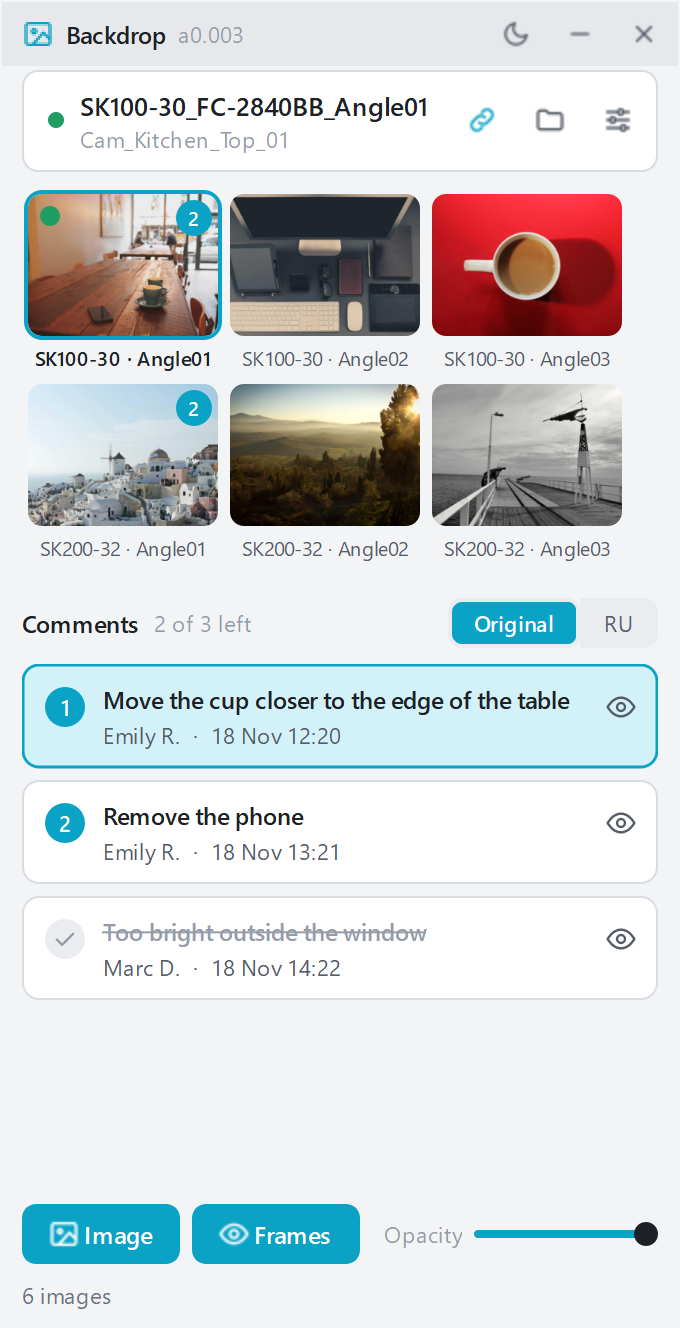 Backdrop a0.003
SK100-30_FC-2840BB_Angle01
Cam_Kitchen_Top_01
2
SK100-30 · Angle01 SK100-30 · Angle02 SK100-30 · Angle03
2
SK200-32 · Angle01 SK200-32 · Angle02 SK200-32 · Angle03
Comments 2 of 3 left Original RU
1 Move the cup closer to the edge of the table
Emily R. · 18 Nov 12:20
2 Remove the phone
Emily R. · 18 Nov 13:21
Too bright outside the window
Marc D. · 18 Nov 14:22
Image Frames Opacity
6 images